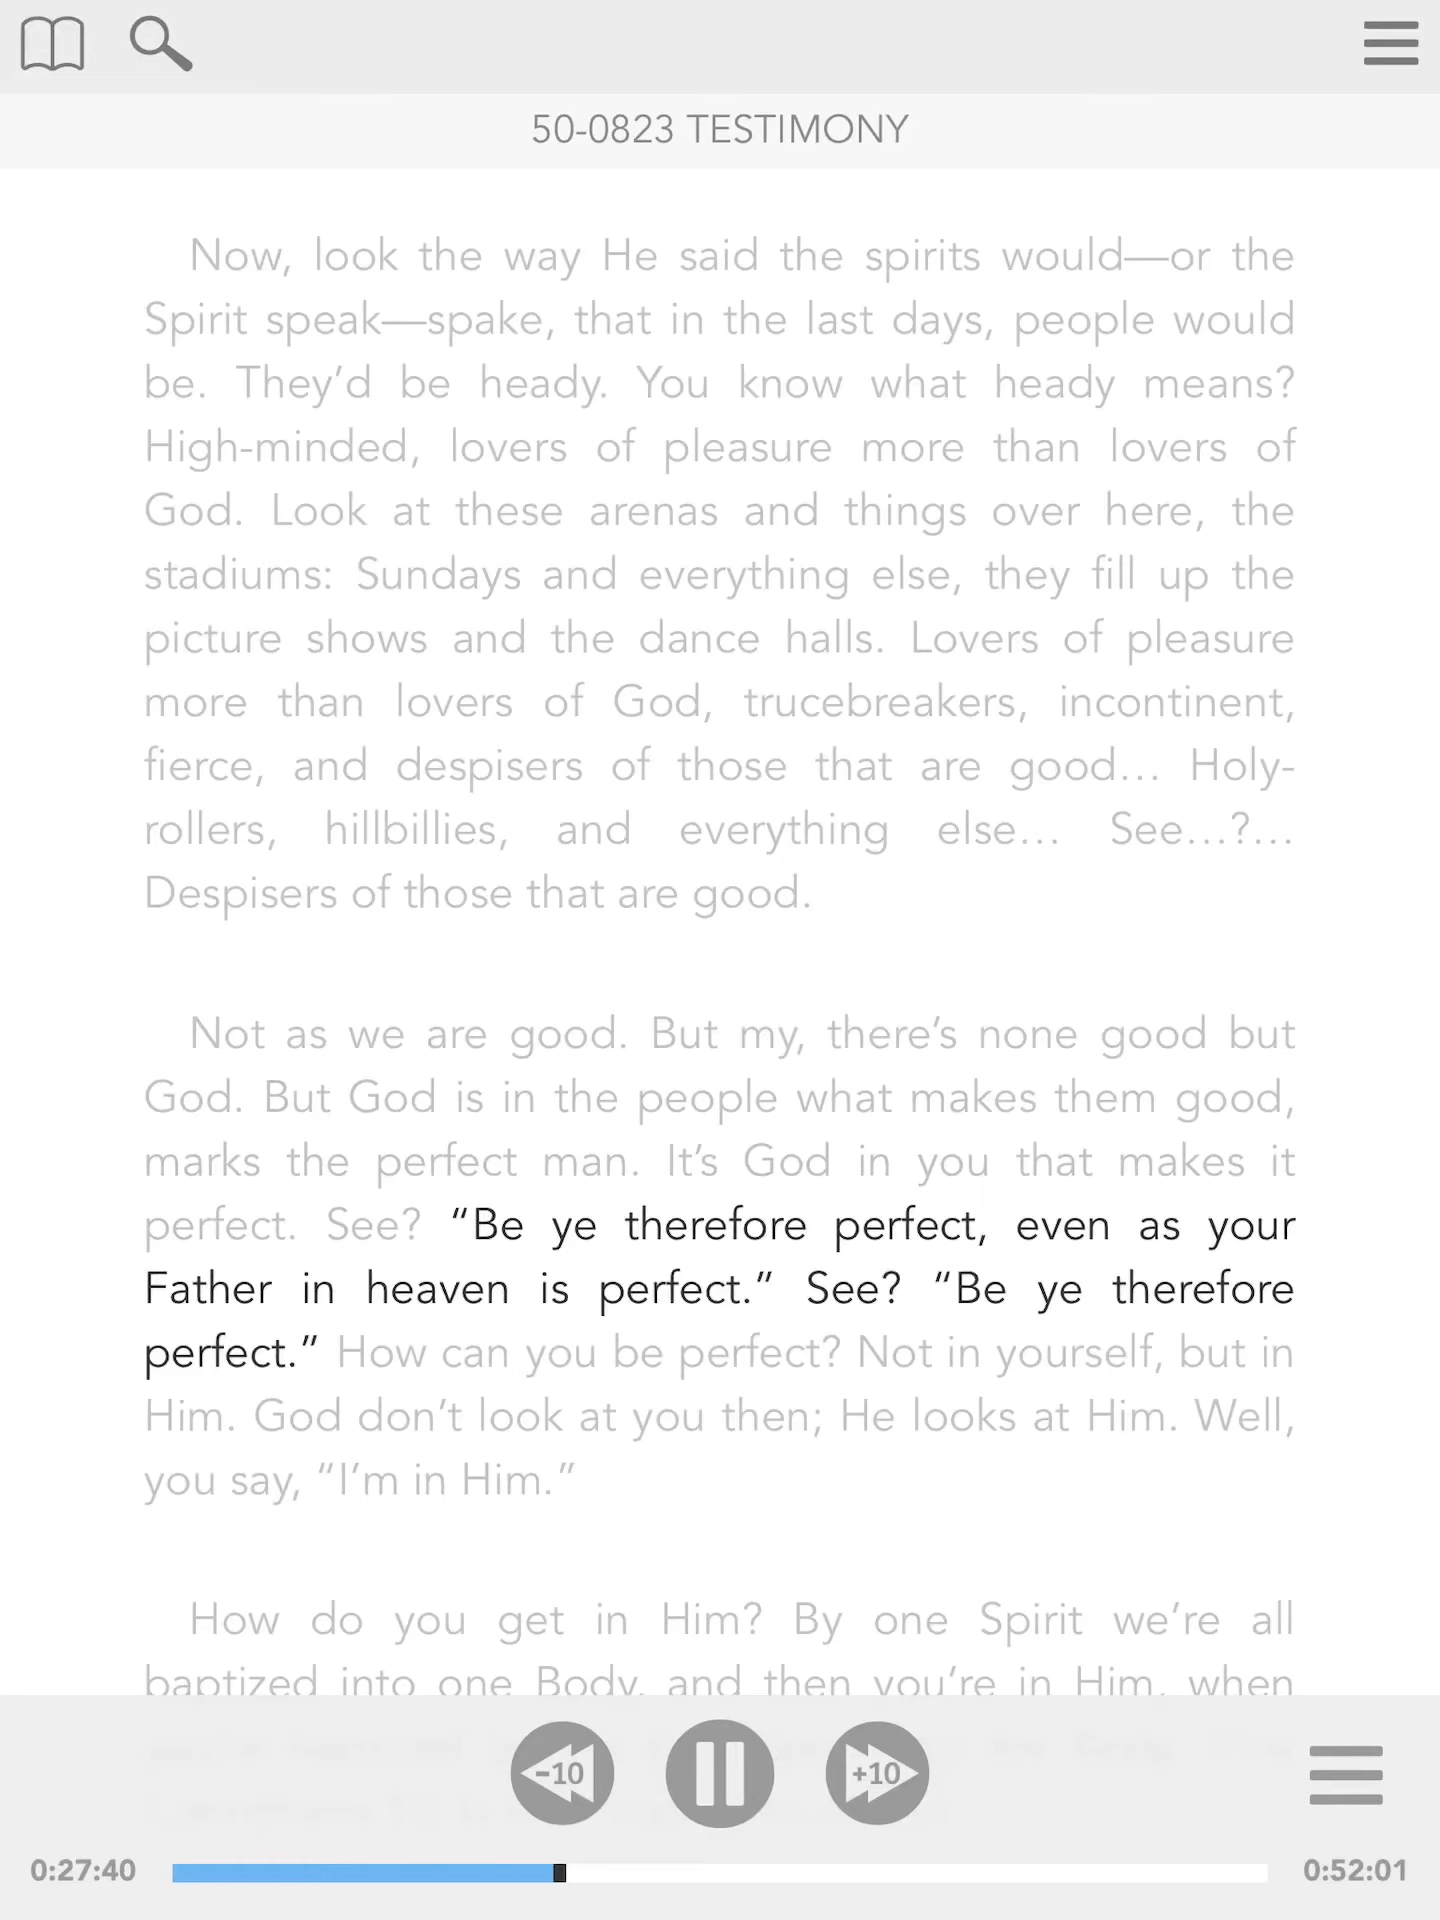 50-0823 TESTIMONY
Now, look the way He said the spirits would—or the
Spirit speak—spake, that in the last days, people would
be. They’d be heady. You know what heady means?
High-minded, lovers of pleasure more than lovers of
God. Look at these arenas and things over here, the
stadiums: Sundays and everything else, they fill up the
picture shows and the dance halls. Lovers of pleasure
more than lovers of God, trucebreakers, incontinent,
fierce, and despisers of those that are good… Holy-
rollers, hillbillies, and everything else… See…?…
Despisers of those that are good.
Not as we are good. But my, there’s none good but
God. But God is in the people what makes them good,
marks the perfect man. It’s God in you that makes it
perfect. See? “Be ye therefore perfect, even as your
Father in heaven is perfect.” See? “Be ye therefore
perfect.” How can you be perfect? Not in yourself, but in
Him. God don’t look at you then; He looks at Him. Well,
you say, “I’m in Him.”
How do you get in Him? By one Spirit we’re all
baptized into one Body, and then you’re in Him, when
-10 +10
0:27:40 0:52:01